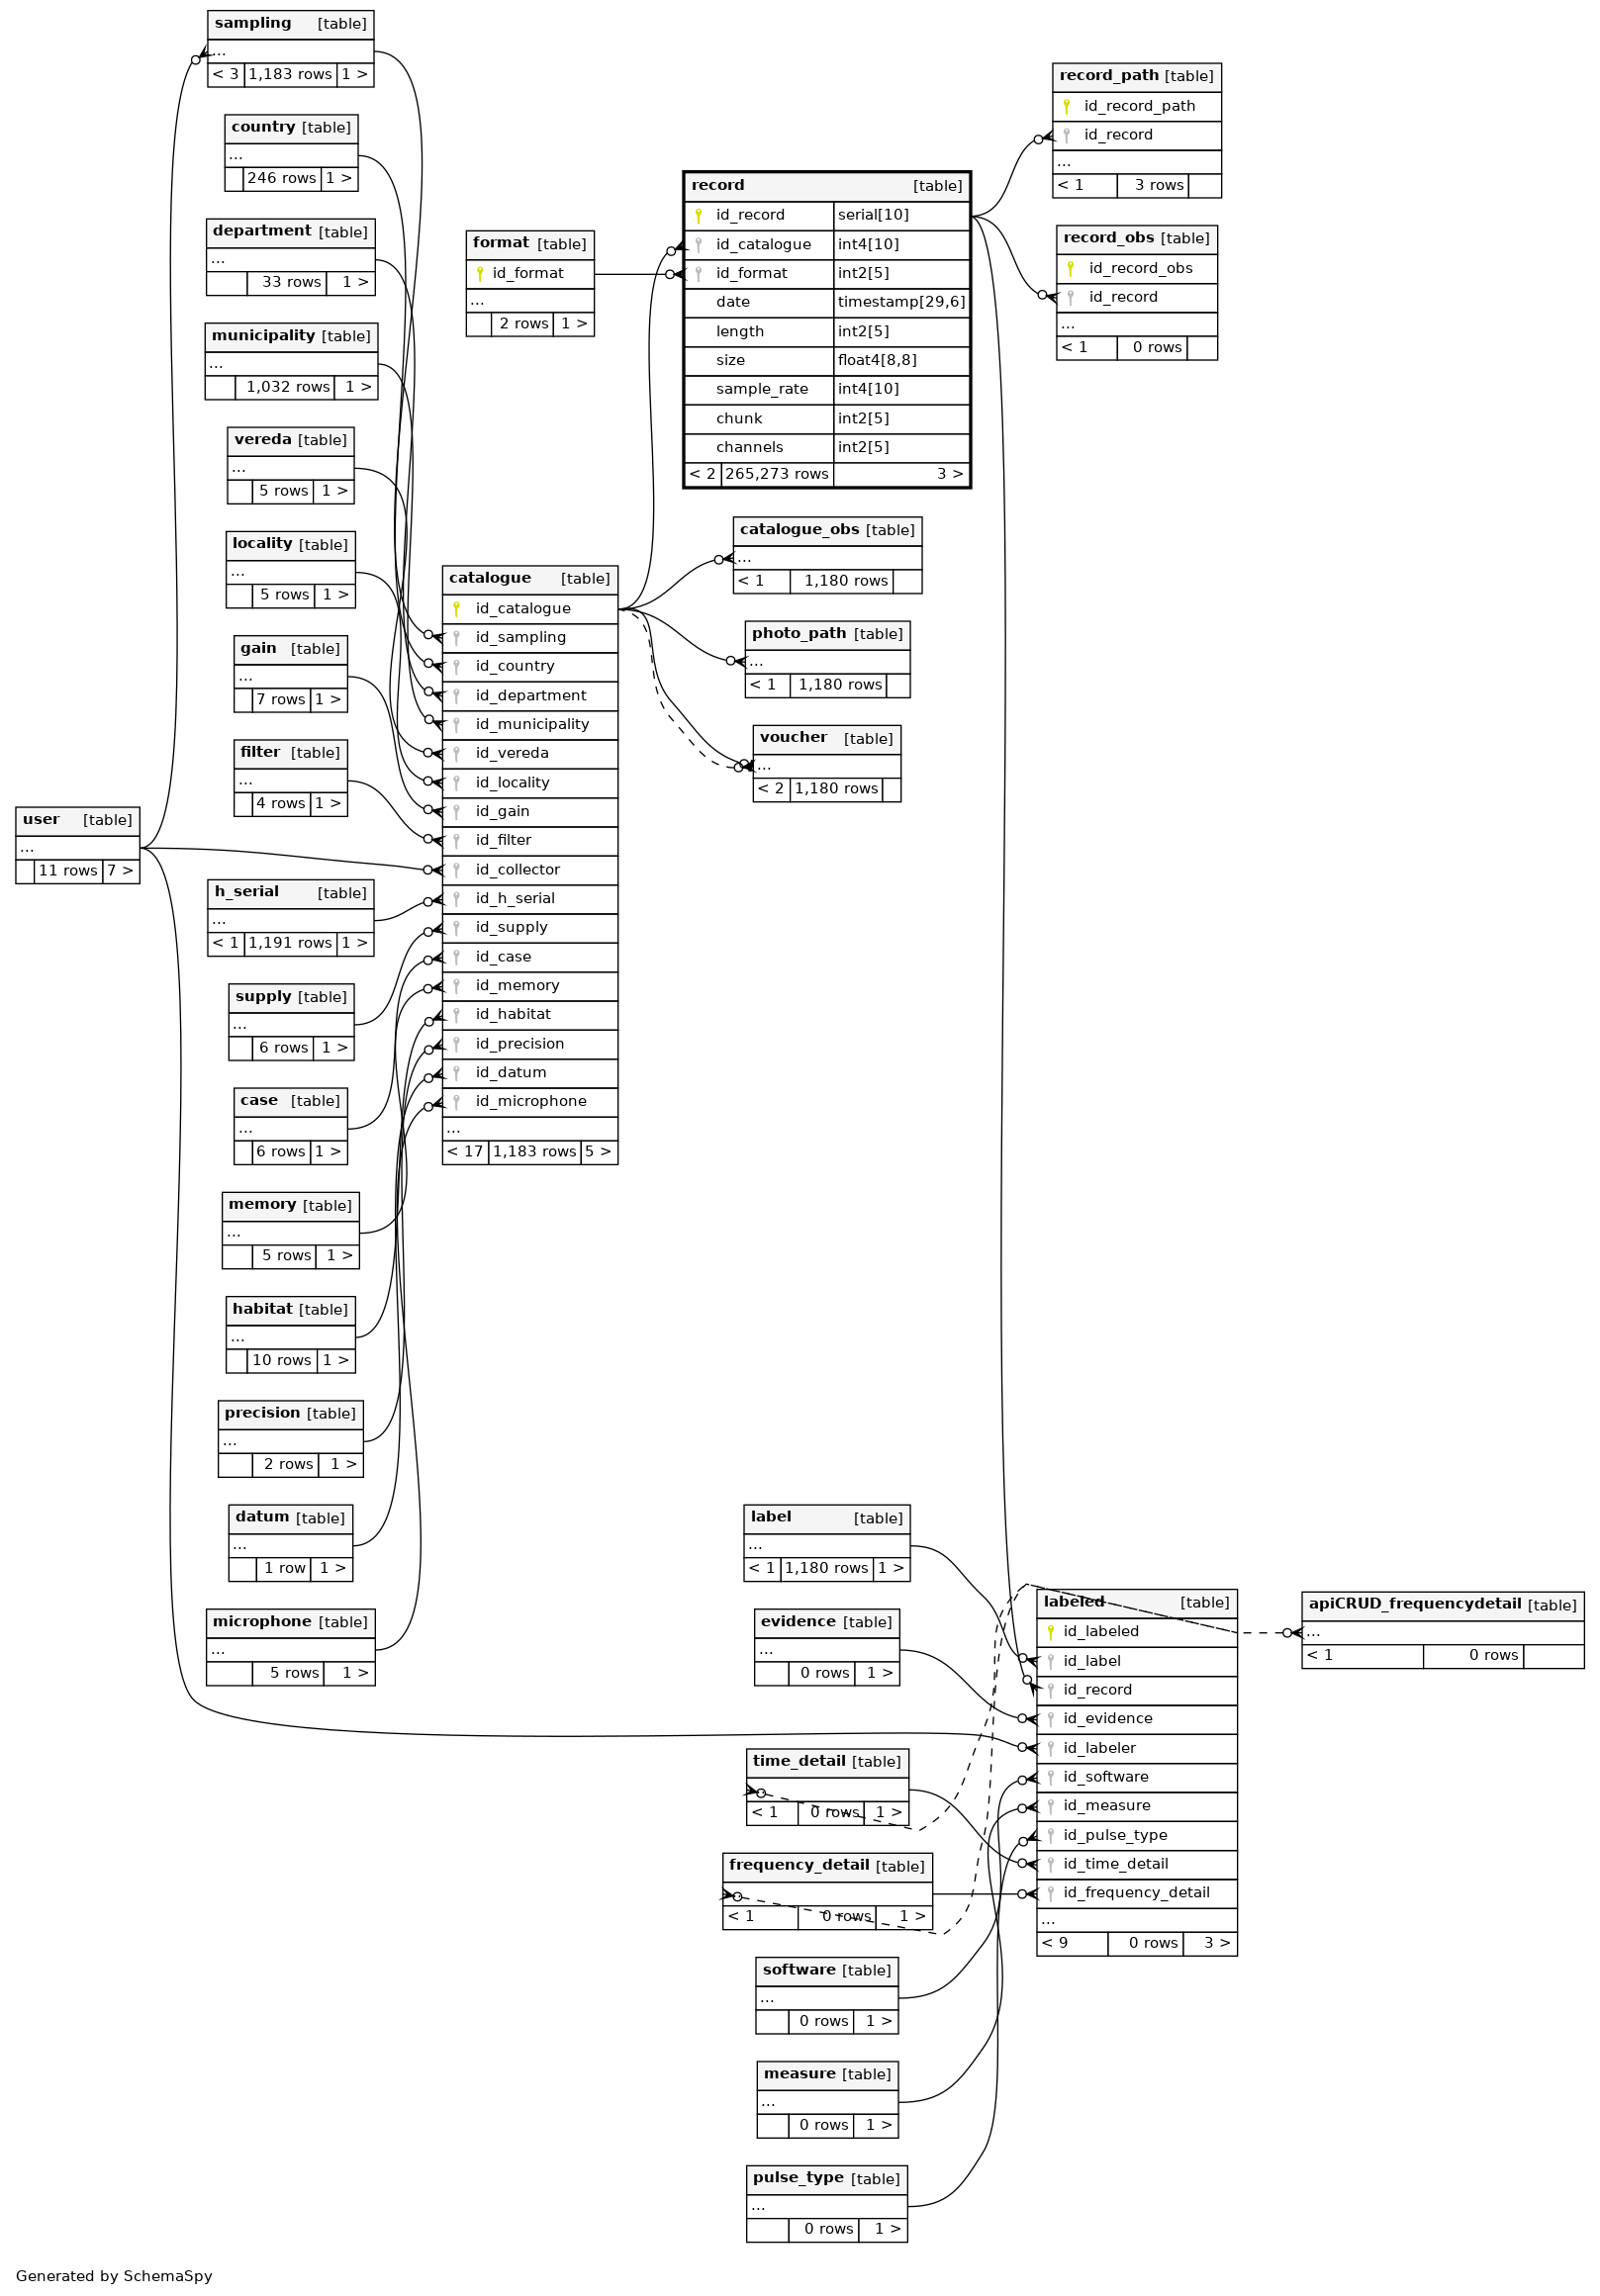 sampling [table]
...
< 3 1,183 rows 1 >
country [table]
...
246 rows 1 >
department [table]
...
33 rows 1 >
municipality [table]
...
1,032 rows 1 >
vereda [table]
...
5 rows 1 >
locality [table]
...
5 rows 1 >
gain [table]
...
7 rows 1 >
filter [table]
...
4 rows 1 >
user [table]
...
11 rows 7 >
h_serial [table]
...
< 1 1,191 rows 1 >
supply [table]
...
6 rows 1 >
case [table]
...
6 rows 1 >
memory [table]
...
5 rows 1 >
habitat [table]
...
10 rows 1 >
precision [table]
...
2 rows 1 >
datum [table]
...
1 row 1 >
microphone [table]
...
5 rows 1 >
format [table]
id_format
...
2 rows 1 >
catalogue [table]
id_catalogue
id_sampling
id_country
id_department
id_municipality
id_vereda
id_locality
id_gain
id_filter
id_collector
id_h_serial
id_supply
id_case
id_memory
id_habitat
id_precision
id_datum
id_microphone
...
< 17 1,183 rows 5 >
record [table]
id_record serial[10]
id_catalogue int4[10]
id_format int2[5]
date timestamp[29,6]
length int2[5]
size float4[8,8]
sample_rate int4[10]
chunk int2[5]
channels int2[5]
< 2 265,273 rows 3 >
catalogue_obs [table]
...
< 1 1,180 rows
photo_path [table]
...
< 1 1,180 rows
voucher [table]
...
< 2 1,180 rows
record_path [table]
id_record_path
id_record
...
< 1 3 rows
record_obs [table]
id_record_obs
id_record
...
< 1 0 rows
label [table]
...
< 1 1,180 rows 1 >
evidence [table]
...
0 rows 1 >
time_detail [table]
< 1 0 rows 1 >
frequency_detail [table]
< 1 0 rows 1 >
software [table]
...
0 rows 1 >
measure [table]
...
0 rows 1 >
pulse_type [table]
...
0 rows 1 >
labeled [table]
id_labeled
id_label
id_record
id_evidence
id_labeler
id_software
id_measure
id_pulse_type
id_time_detail
id_frequency_detail
...
< 9 0 rows 3 >
apiCRUD_frequencydetail [table]
...
< 1 0 rows
Generated by SchemaSpy